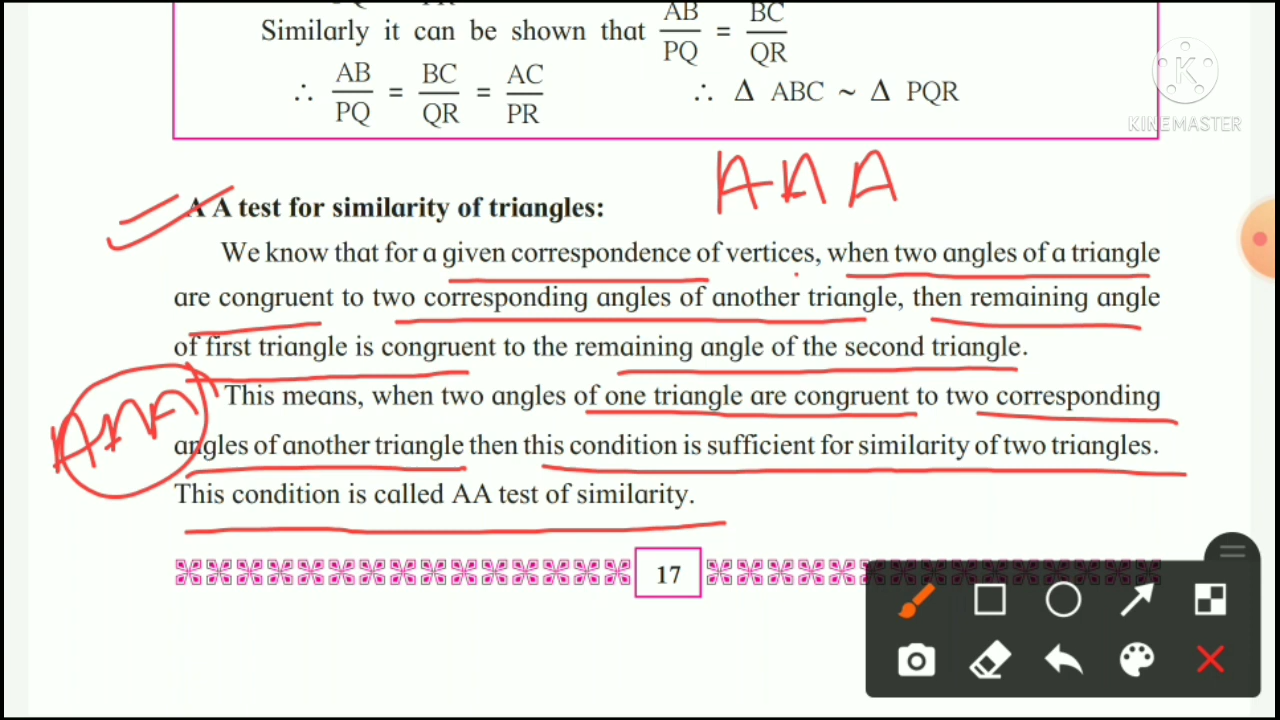 Similarly it can be shown that AB/PQ = BC/QR
∴ AB/PQ = BC/QR = AC/PR ∴ Δ ABC ~ Δ PQR
KINEMASTER
AAA
A A test for similarity of triangles:
We know that for a given correspondence of vertices, when two angles of a triangle
are congruent to two corresponding angles of another triangle, then remaining angle
of first triangle is congruent to the remaining angle of the second triangle.
This means, when two angles of one triangle are congruent to two corresponding
AAA
angles of another triangle then this condition is sufficient for similarity of two triangles.
This condition is called AA test of similarity.
17